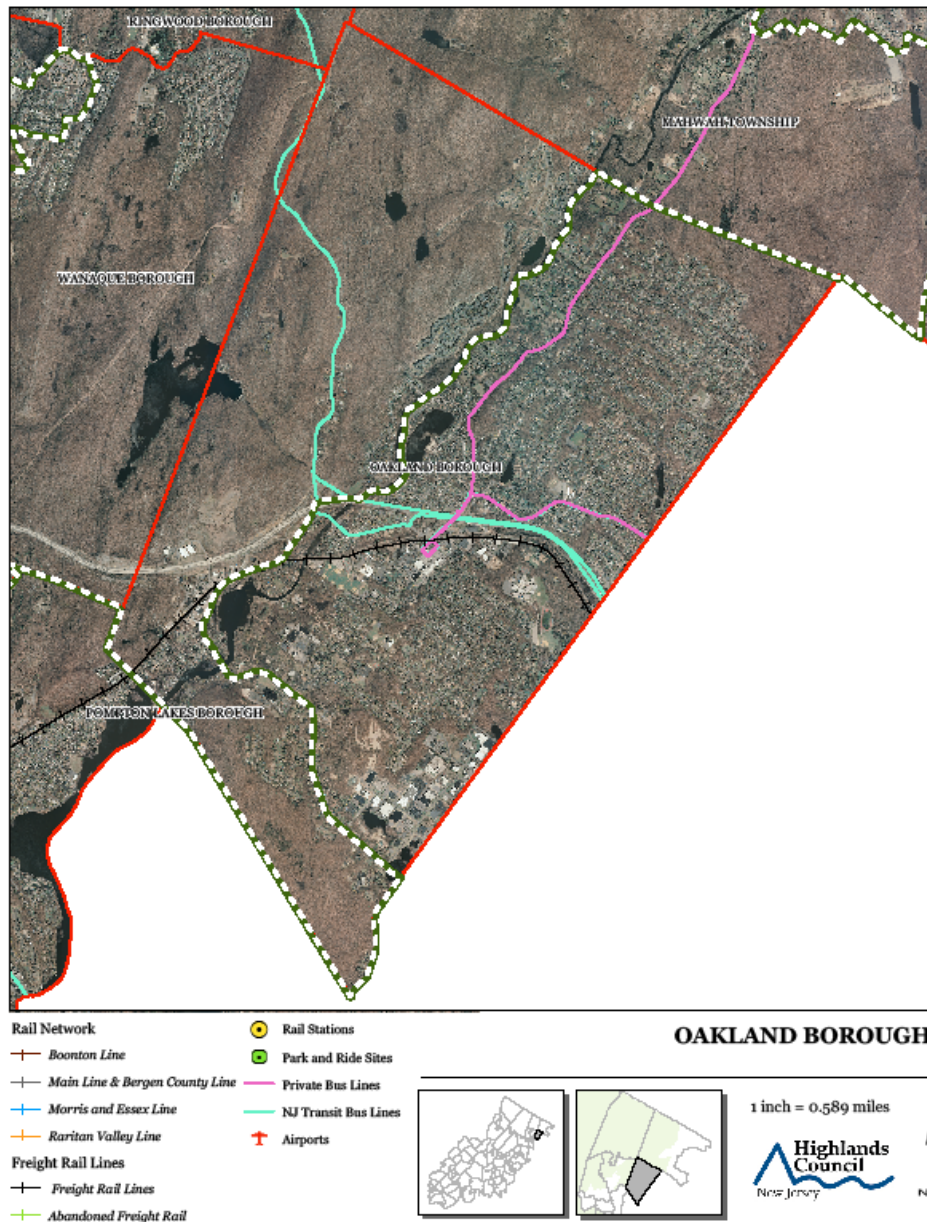 RINGWOOD BOROUGH
MAHWAH TOWNSHIP
WANAQUE BOROUGH
OAKLAND BOROUGH
POMPTON LAKES BOROUGH
Rail Network
Boonton Line
Main Line & Bergen County Line
Morris and Essex Line
Raritan Valley Line
Freight Rail Lines
Freight Rail Lines
Abandoned Freight Rail
Rail Stations
Park and Ride Sites
Private Bus Lines
NJ Transit Bus Lines
Airports
OAKLAND BOROUGH
1 inch = 0.589 miles
Highlands
Council
New Jersey
N